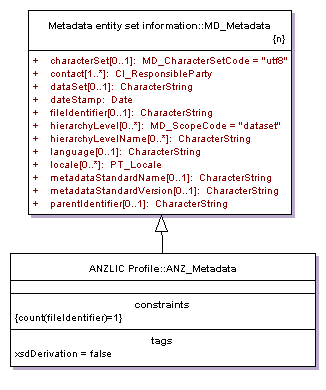 Metadata entity set information::MD_Metadata
{n}
+ characterSet[0..1]: MD_CharacterSetCode = "utf8"
+ contact[1..*]: CI_ResponsibleParty
+ dataSet[0..1]: CharacterString
+ dateStamp: Date
+ fileIdentifier[0..1]: CharacterString
+ hierarchyLevel[0..*]: MD_ScopeCode = "dataset"
+ hierarchyLevelName[0..*]: CharacterString
+ language[0..1]: CharacterString
+ locale[0..*]: PT_Locale
+ metadataStandardName[0..1]: CharacterString
+ metadataStandardVersion[0..1]: CharacterString
+ parentIdentifier[0..1]: CharacterString
ANZLIC Profile::ANZ_Metadata
constraints
{count(fileIdentifier)=1}
tags
xsdDerivation = false